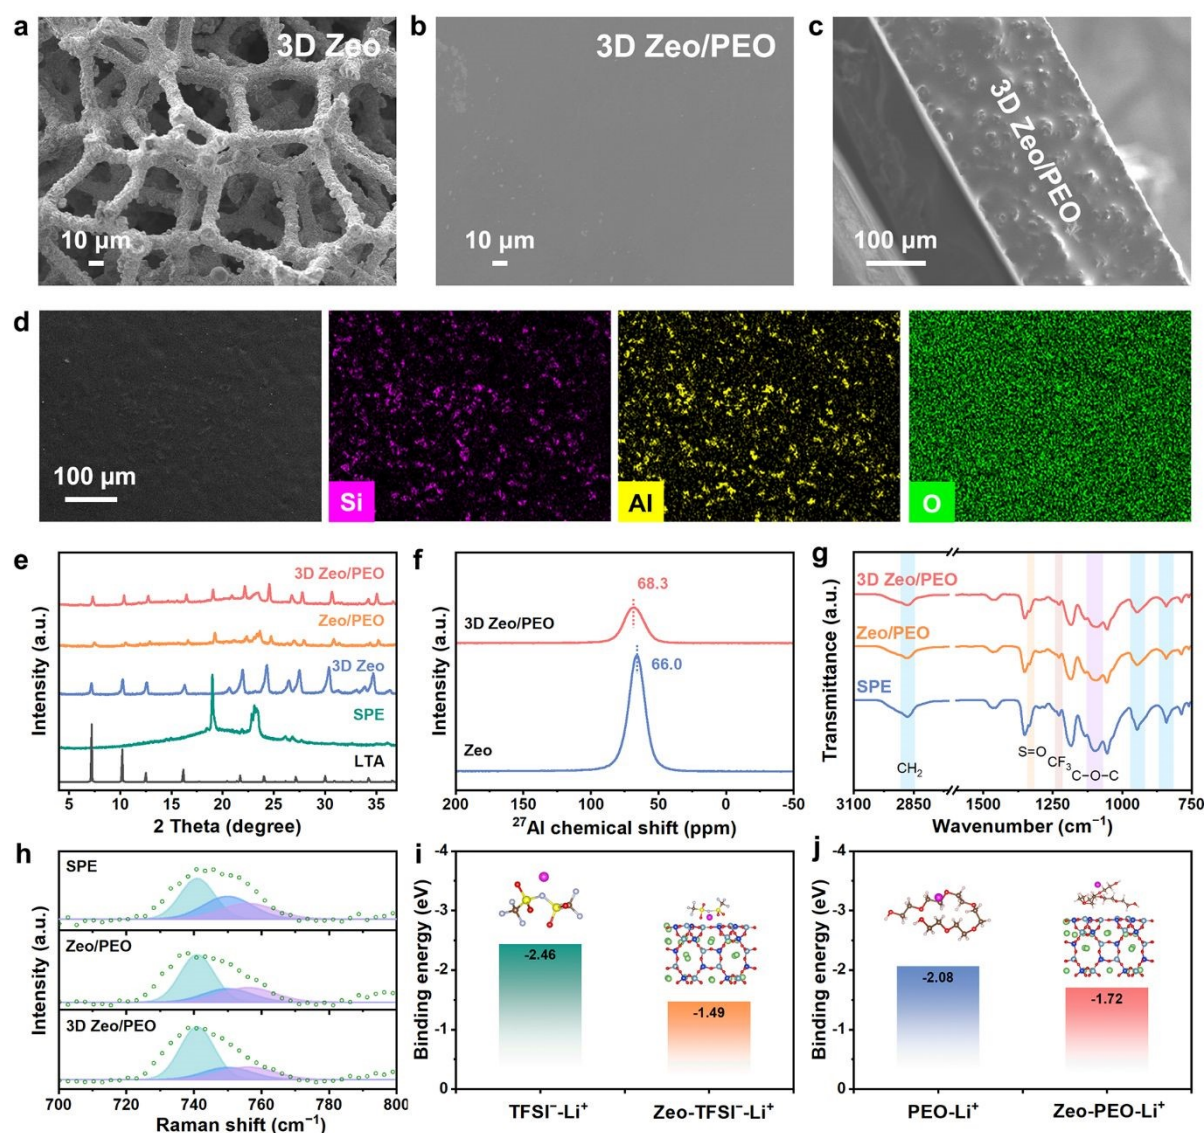 a
3D Zeo
10 µm
b
3D Zeo/PEO
10 µm
c
3D Zeo/PEO
100 µm
d
100 µm
Si
Al
O
e
Intensity (a.u.)
3D Zeo/PEO
Zeo/PEO
3D Zeo
SPE
LTA
5 10 15 20 25 30 35
2 Theta (degree)
f
Intensity (a.u.)
68.3
3D Zeo/PEO
66.0
Zeo
200 150 100 50 0 -50
²⁷Al chemical shift (ppm)
g
Transmittance (a.u.)
3D Zeo/PEO
Zeo/PEO
SPE
CH₂
S=O
CF₃
C–O–C
3100 2850 1500 1250 1000 750
Wavenumber (cm⁻¹)
h
Intensity (a.u.)
SPE
Zeo/PEO
3D Zeo/PEO
700 720 740 760 780 800
Raman shift (cm⁻¹)
i
Binding energy (eV)
-4
-3
-2
-1
0
-2.46
-1.49
TFSI⁻-Li⁺
Zeo-TFSI⁻-Li⁺
j
Binding energy (eV)
-4
-3
-2
-1
0
-2.08
-1.72
PEO-Li⁺
Zeo-PEO-Li⁺